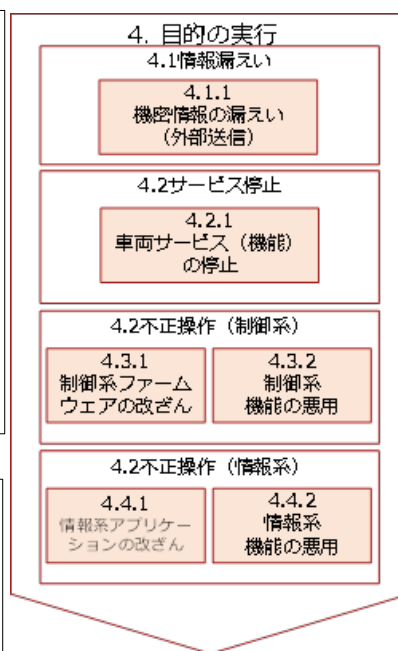 4. 目的の実行
4.1情報漏えい
4.1.1
機密情報の漏えい
(外部送信)
4.2サービス停止
4.2.1
車両サービス（機能）
の停止
4.2不正操作（制御系）
4.3.1
制御系ファーム
ウェアの改ざん
4.3.2
制御系
機能の悪用
4.2不正操作（情報系）
4.4.1
情報系アプリケー
ションの改ざん
4.4.2
情報系
機能の悪用